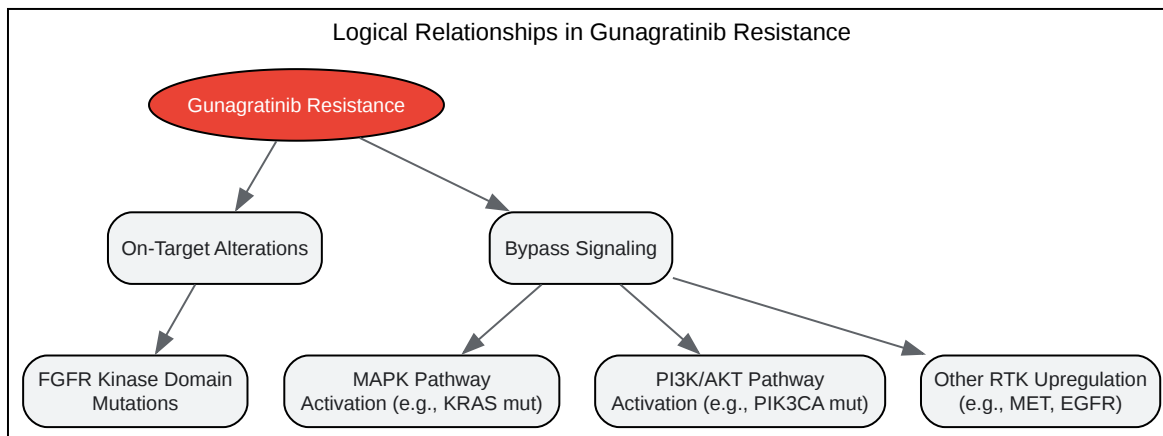 Logical Relationships in Gunagratinib Resistance
Gunagratinib Resistance
On-Target Alterations
Bypass Signaling
FGFR Kinase Domain
Mutations
MAPK Pathway
Activation (e.g., KRAS mut)
PI3K/AKT Pathway
Activation (e.g., PIK3CA mut)
Other RTK Upregulation
(e.g., MET, EGFR)